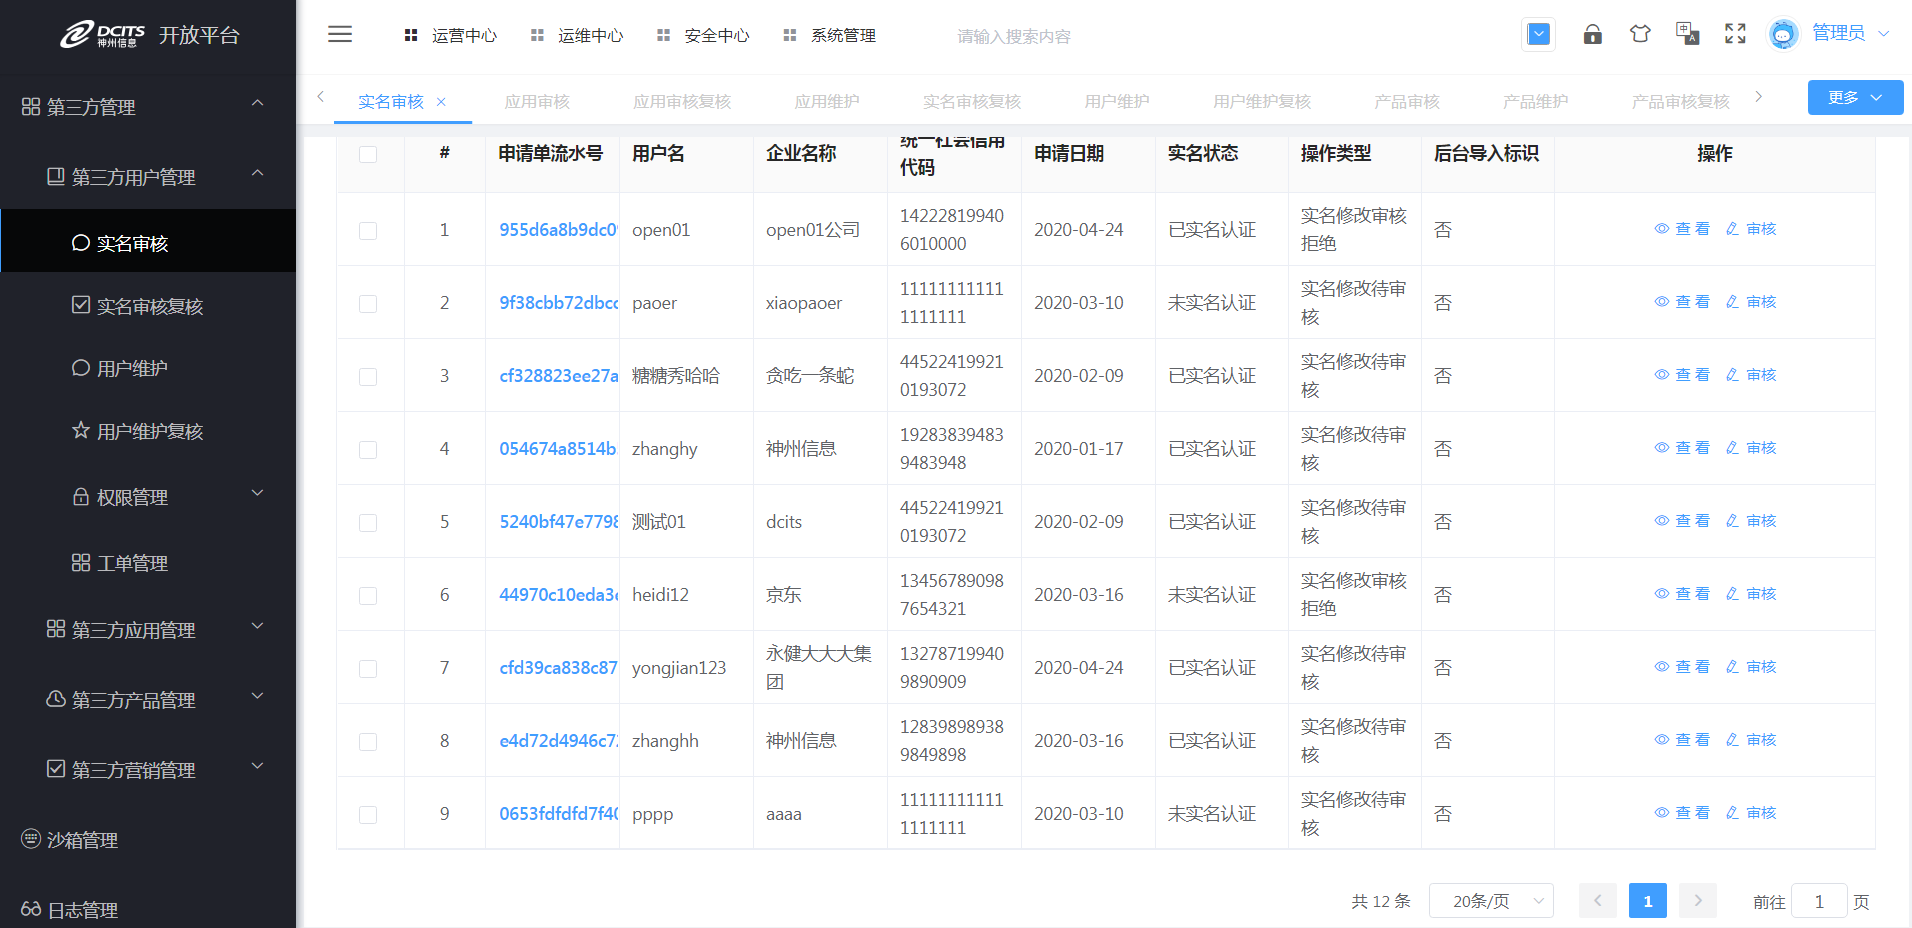 DCITS 神州信息 开放平台
运营中心 运维中心 安全中心 系统管理 请输入搜索内容 管理员
实名审核 应用审核 应用审核复核 应用维护 实名审核复核 用户维护 用户维护复核 产品审核 产品维护 产品审核复核 更多
第三方管理
第三方用户管理
实名审核
实名审核复核
用户维护
用户维护复核
权限管理
工单管理
第三方应用管理
第三方产品管理
第三方营销管理
沙箱管理
日志管理
# 申请单流水号 用户名 企业名称 统一社会信用代码 申请日期 实名状态 操作类型 后台导入标识 操作
1 955d6a8b9dc09 open01 open01公司 142228199406010000 2020-04-24 已实名认证 实名修改审核拒绝 否 查看 审核
2 9f38cbb72dbcc paoer xiaopaoer 111111111111111111 2020-03-10 未实名认证 实名修改待审核 否 查看 审核
3 cf328823ee27a 糖糖秀哈哈 贪吃一条蛇 445224199210193072 2020-02-09 已实名认证 实名修改待审核 否 查看 审核
4 054674a8514b zhanghy 神州信息 192838394839483948 2020-01-17 已实名认证 实名修改待审核 否 查看 审核
5 5240bf47e7798 测试01 dcits 445224199210193072 2020-02-09 已实名认证 实名修改待审核 否 查看 审核
6 44970c10eda3c heidi12 京东 134567890987654321 2020-03-16 未实名认证 实名修改审核拒绝 否 查看 审核
7 cfd39ca838c87 yongjian123 永健大大大集团 132787199409890909 2020-04-24 已实名认证 实名修改待审核 否 查看 审核
8 e4d72d4946c7 zhanghh 神州信息 128398989389849898 2020-03-16 已实名认证 实名修改待审核 否 查看 审核
9 0653fdfdfd7f40 pppp aaaa 111111111111111111 2020-03-10 未实名认证 实名修改待审核 否 查看 审核
共 12 条 20条/页 1 前往 1 页